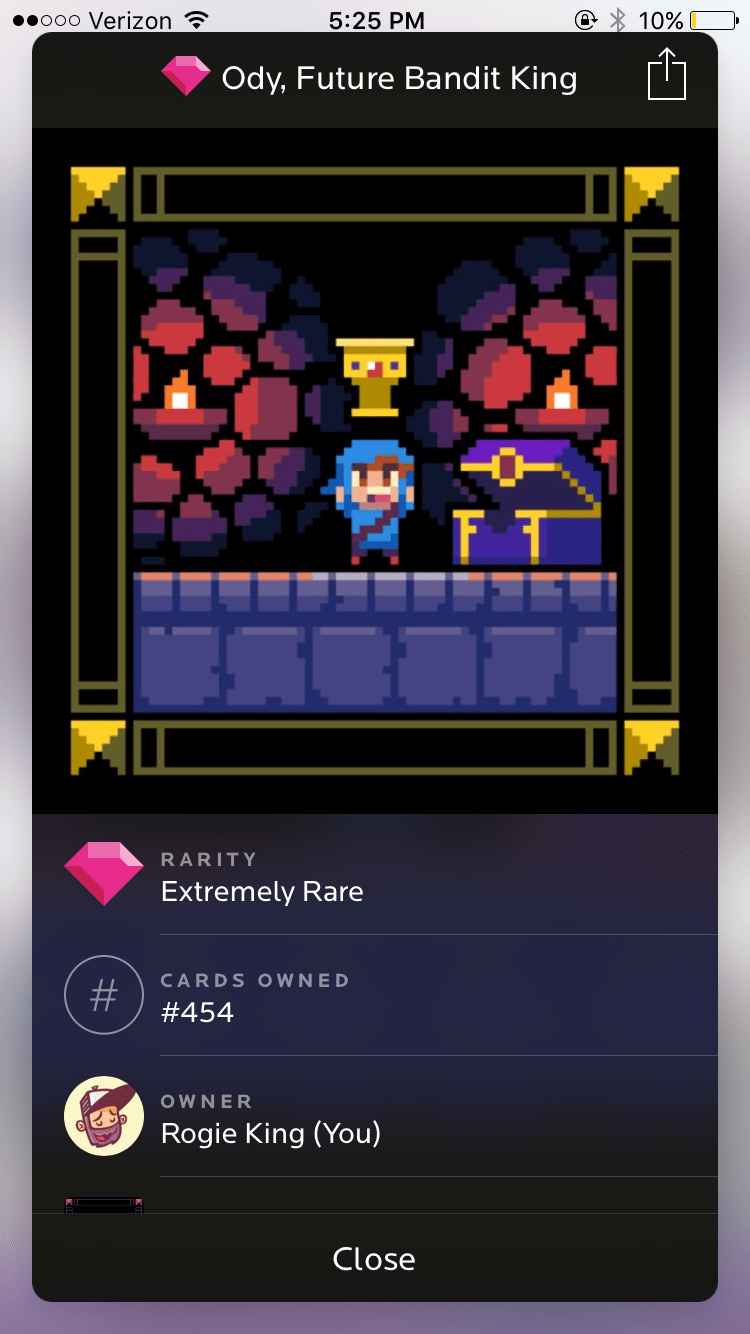 Verizon 5:25 PM 10%
Ody, Future Bandit King
RARITY
Extremely Rare
#
CARDS OWNED
#454
OWNER
Rogie King (You)
Close